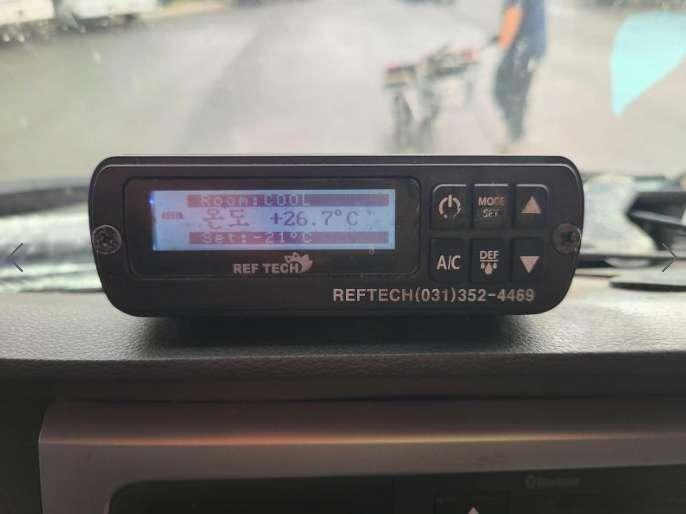 Room:COOL
온도 +26.7°C
Set:-21°C
REF TECH
MODE
SET
A/C
DEF
REFTECH(031)352-4469